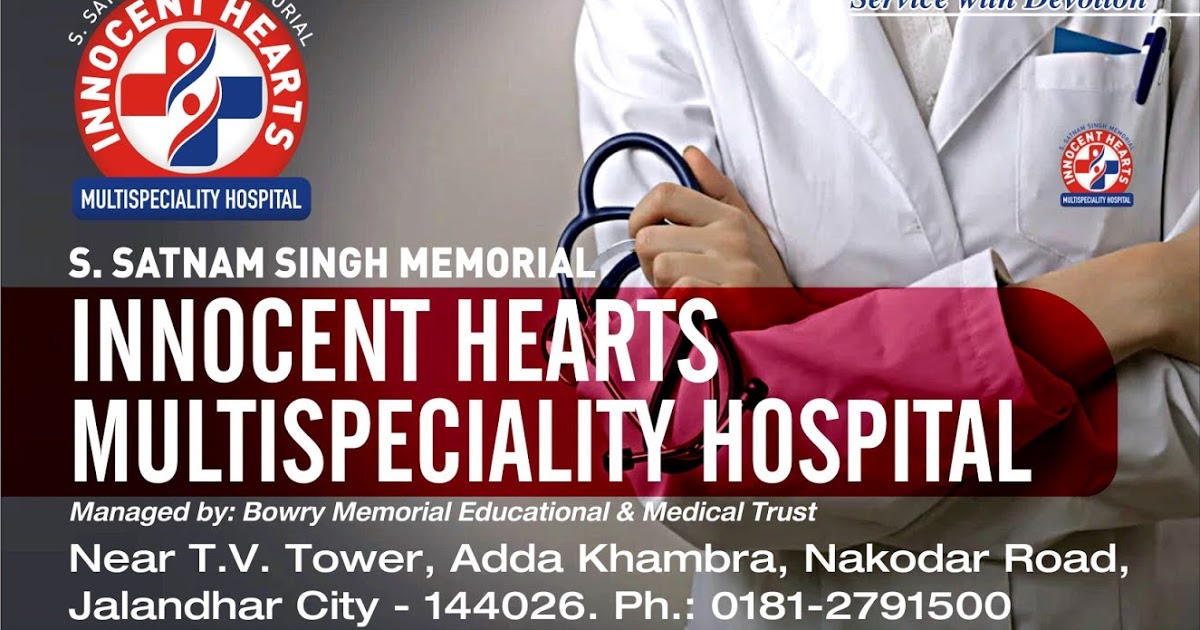 Service with Devotion
INNOCENT HEARTS
MULTISPECIALITY HOSPITAL
S. SATNAM SINGH MEMORIAL
INNOCENT HEARTS
MULTISPECIALITY HOSPITAL
S. SATNAM SINGH MEMORIAL
INNOCENT HEARTS
MULTISPECIALITY HOSPITAL
Managed by: Bowry Memorial Educational & Medical Trust
Near T.V. Tower, Adda Khambra, Nakodar Road,
Jalandhar City - 144026. Ph.: 0181-2791500